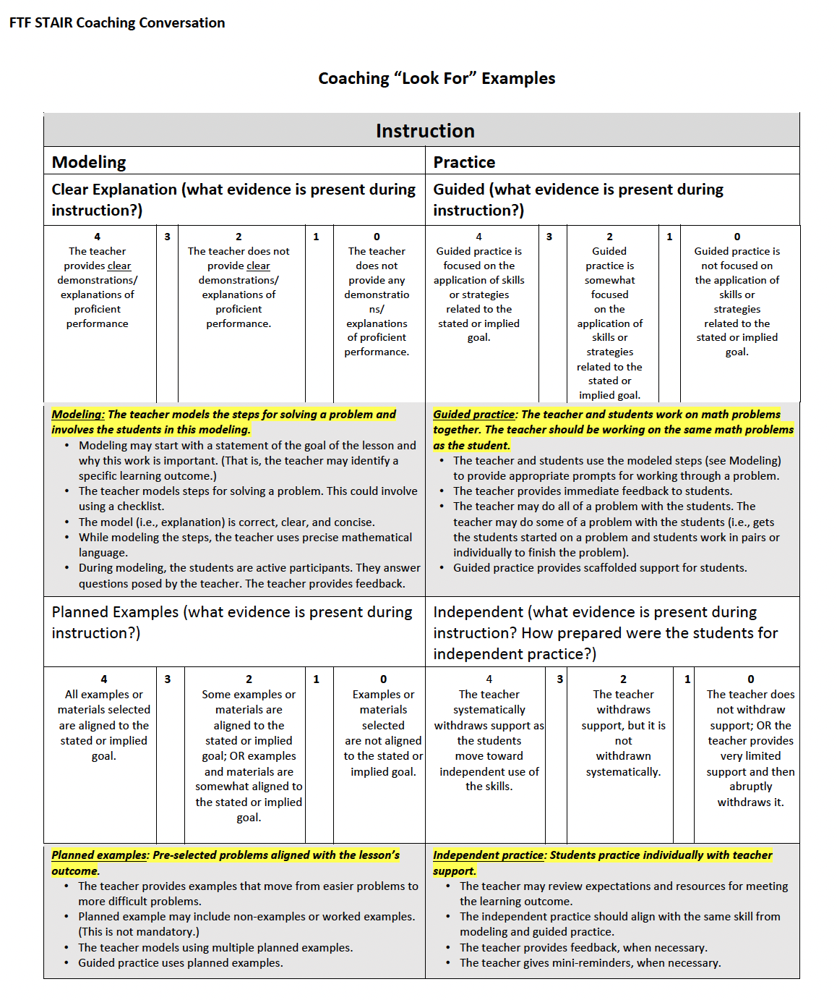 FTF STAIR Coaching Conversation
Coaching “Look For” Examples
Instruction
Modeling
Practice
Clear Explanation (what evidence is present during
instruction?)
Guided (what evidence is present during
instruction?)
4
The teacher
provides clear
demonstrations/
explanations of
proficient
performance
3
2
The teacher does not
provide clear
demonstrations/
explanations of
proficient
performance.
1
0
The teacher
does not
provide any
demonstratio
ns/
explanations
of proficient
performance.
4
Guided practice is
focused on the
application of skills
or strategies
related to the
stated or implied
goal.
3
2
Guided
practice is
somewhat
focused
on the
application of
skills or
strategies
related to the
stated or
implied goal.
1
0
Guided practice is
not focused on
the application of
skills or
strategies
related to the
stated or implied
goal.
Modeling: The teacher models the steps for solving a problem and
involves the students in this modeling.
• Modeling may start with a statement of the goal of the lesson and
why this work is important. (That is, the teacher may identify a
specific learning outcome.)
• The teacher models steps for solving a problem. This could involve
using a checklist.
• The model (i.e., explanation) is correct, clear, and concise.
• While modeling the steps, the teacher uses precise mathematical
language.
• During modeling, the students are active participants. They answer
questions posed by the teacher. The teacher provides feedback.
Guided practice: The teacher and students work on math problems
together. The teacher should be working on the same math problems
as the student.
• The teacher and students use the modeled steps (see Modeling)
to provide appropriate prompts for working through a problem.
• The teacher provides immediate feedback to students.
• The teacher may do all of a problem with the students. The
teacher may do some of a problem with the students (i.e., gets
the students started on a problem and students work in pairs or
individually to finish the problem).
• Guided practice provides scaffolded support for students.
Planned Examples (what evidence is present during
instruction?)
Independent (what evidence is present during
instruction? How prepared were the students for
independent practice?)
4
All examples or
materials selected
are aligned to the
stated or implied
goal.
3
2
Some examples or
materials are
aligned to the
stated or implied
goal; OR examples
and materials are
somewhat aligned to
the stated or implied
goal.
1
0
Examples or
materials
selected
are not aligned
to the stated or
implied goal.
4
The teacher
systematically
withdraws support as
the students
move toward
independent use of
the skills.
3
2
The teacher
withdraws
support, but it is
not
withdrawn
systematically.
1
0
The teacher does
not withdraw
support; OR the
teacher provides
very limited
support and then
abruptly
withdraws it.
Planned examples: Pre-selected problems aligned with the lesson’s
outcome.
• The teacher provides examples that move from easier problems to
more difficult problems.
• Planned example may include non-examples or worked examples.
(This is not mandatory.)
• The teacher models using multiple planned examples.
• Guided practice uses planned examples.
Independent practice: Students practice individually with teacher
support.
• The teacher may review expectations and resources for meeting
the learning outcome.
• The independent practice should align with the same skill from
modeling and guided practice.
• The teacher provides feedback, when necessary.
• The teacher gives mini-reminders, when necessary.